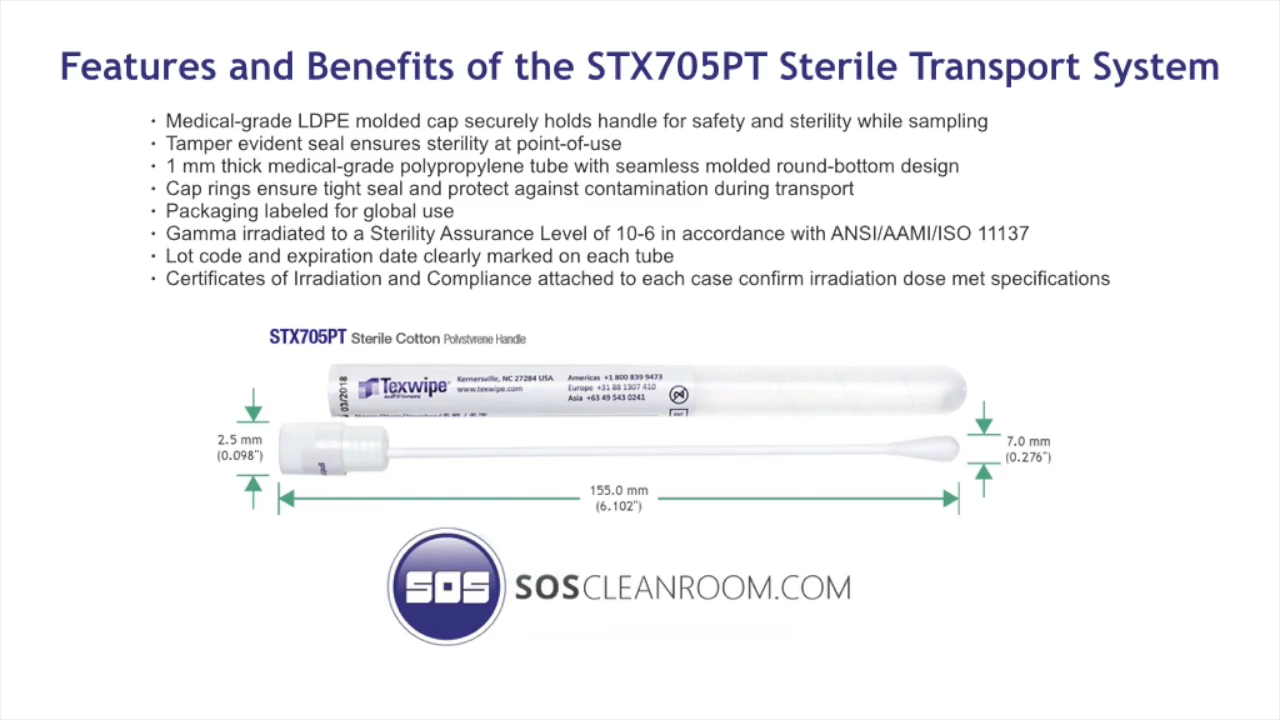 Features and Benefits of the STX705PT Sterile Transport System
· Medical-grade LDPE molded cap securely holds handle for safety and sterility while sampling
· Tamper evident seal ensures sterility at point-of-use
· 1 mm thick medical-grade polypropylene tube with seamless molded round-bottom design
· Cap rings ensure tight seal and protect against contamination during transport
· Packaging labeled for global use
· Gamma irradiated to a Sterility Assurance Level of 10-6 in accordance with ANSI/AAMI/ISO 11137
· Lot code and expiration date clearly marked on each tube
· Certificates of Irradiation and Compliance attached to each case confirm irradiation dose met specifications
STX705PT Sterile Cotton Polystyrene Handle
03/2018
Texwipe
Kernersville, NC 27284 USA
www.texwipe.com
Americas +1 800 839 9473
Europe +31 88 1307 410
Asia +63 49 543 0241
2.5 mm
(0.098")
7.0 mm
(0.276")
155.0 mm
(6.102")
SOS
SOSCLEANROOM.COM